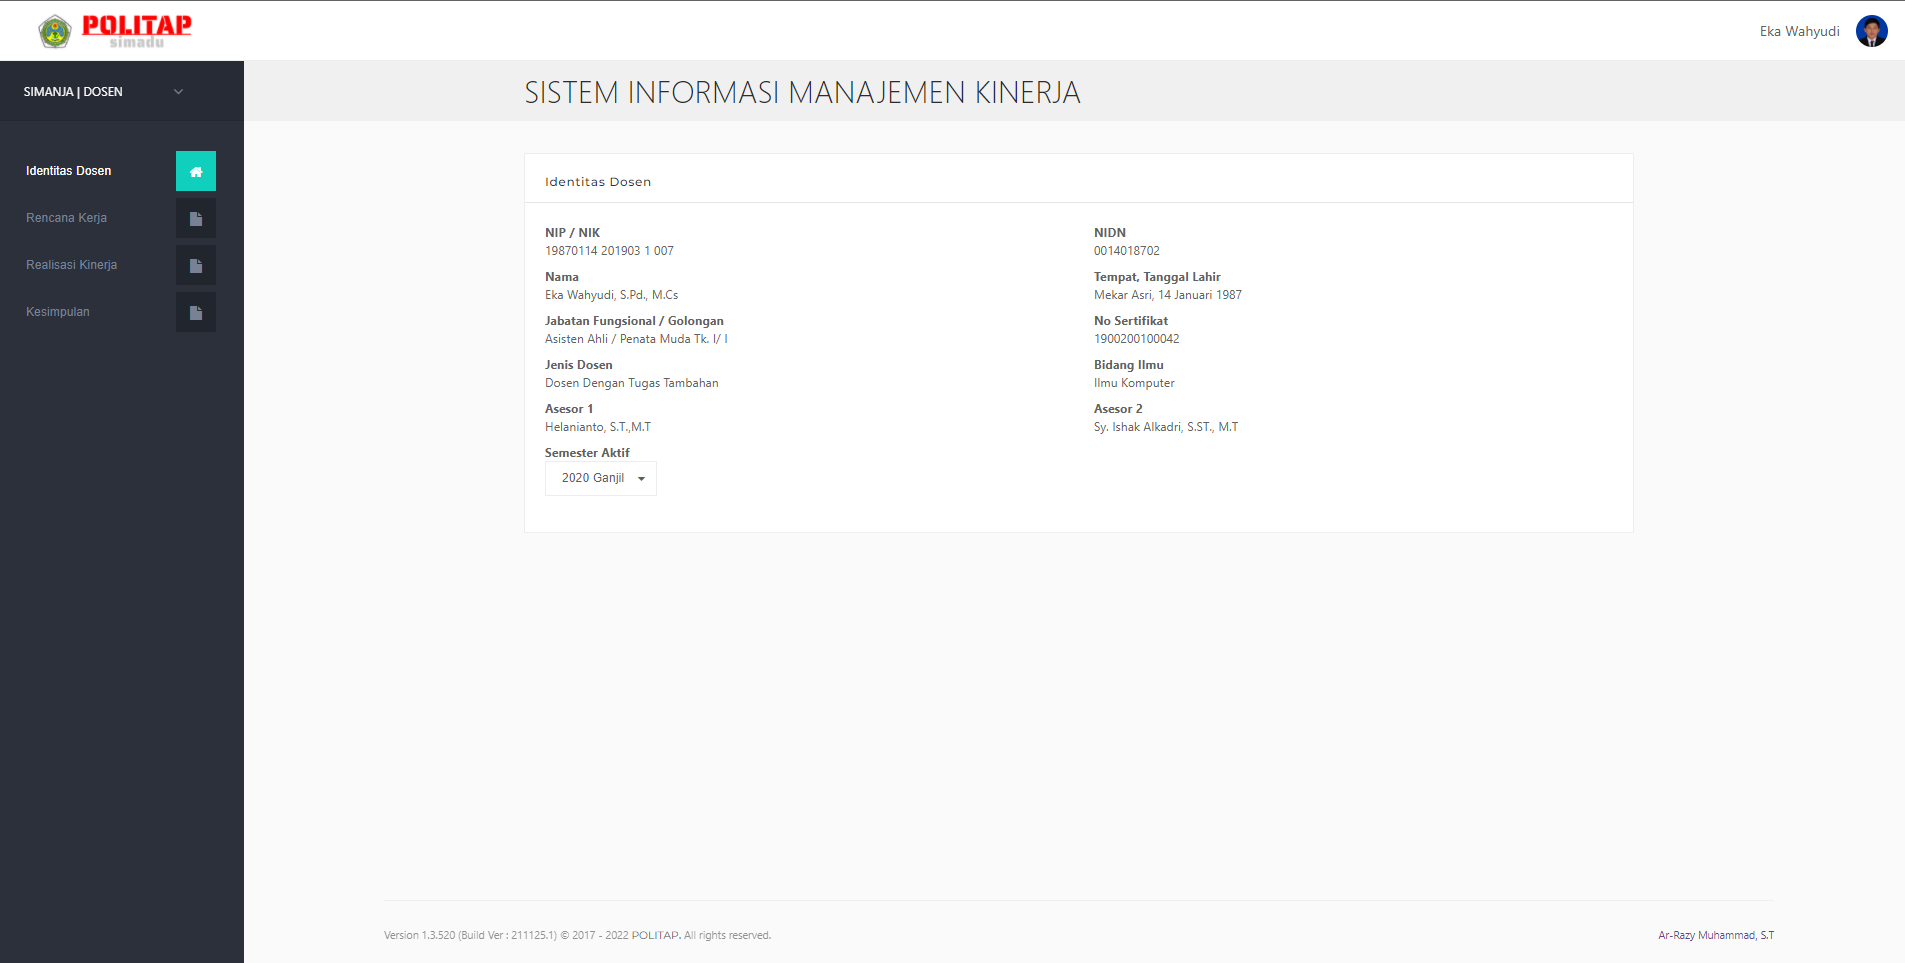 POLITAP
simadu
Eka Wahyudi
SIMANJA | DOSEN
SISTEM INFORMASI MANAJEMEN KINERJA
Identitas Dosen
Rencana Kerja
Realisasi Kinerja
Kesimpulan
Identitas Dosen
NIP / NIK
19870114 201903 1 007
NIDN
0014018702
Nama
Eka Wahyudi, S.Pd., M.Cs
Tempat, Tanggal Lahir
Mekar Asri, 14 Januari 1987
Jabatan Fungsional / Golongan
Asisten Ahli / Penata Muda Tk. I/ I
No Sertifikat
1900200100042
Jenis Dosen
Dosen Dengan Tugas Tambahan
Bidang Ilmu
Ilmu Komputer
Asesor 1
Helanianto, S.T.,M.T
Asesor 2
Sy. Ishak Alkadri, S.ST., M.T
Semester Aktif
2020 Ganjil
Version 1.3.520 (Build Ver : 211125.1) © 2017 - 2022 POLITAP. All rights reserved.
Ar-Razy Muhammad, S.T